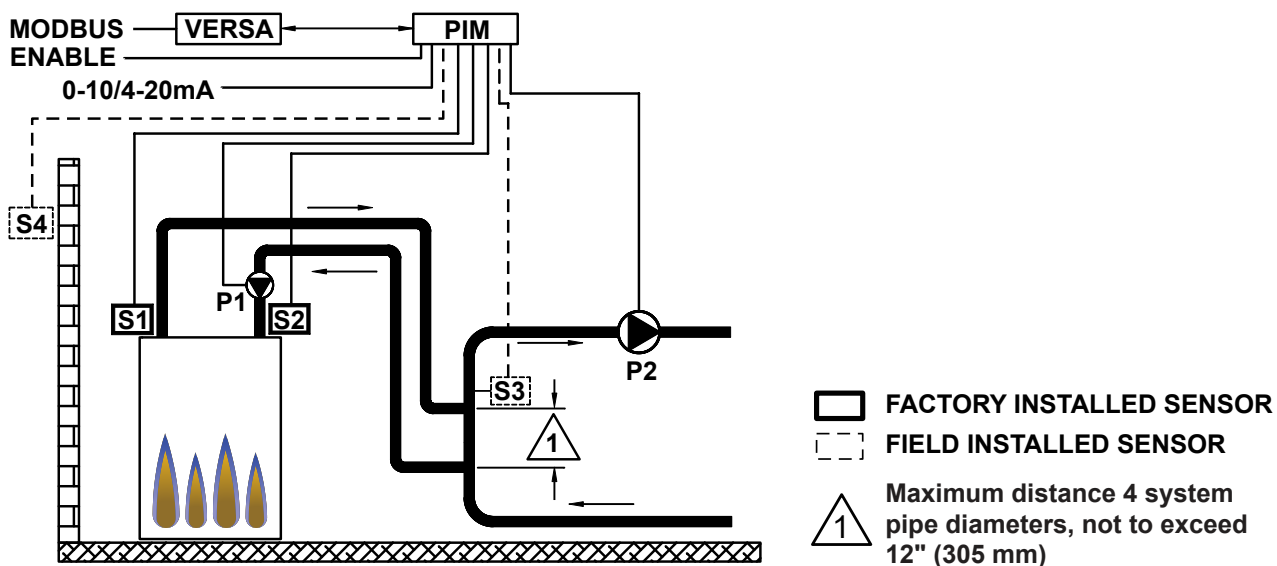 MODBUS
VERSA
PIM
ENABLE
0-10/4-20mA
S4
S1
P1
S2
S3
P2
1
FACTORY INSTALLED SENSOR
FIELD INSTALLED SENSOR
1
Maximum distance 4 system
pipe diameters, not to exceed
12" (305 mm)